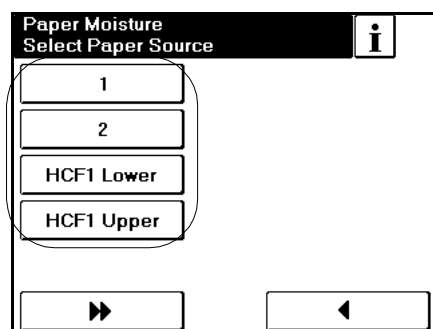 Paper Moisture
Select Paper Source
i
1
2
HCF1 Lower
HCF1 Upper